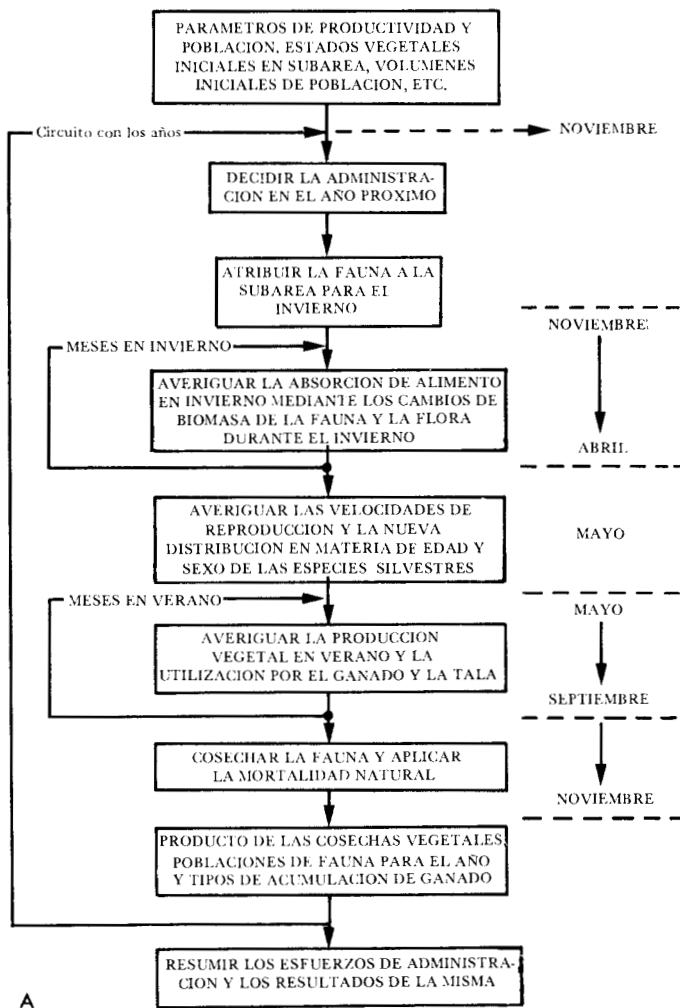 PARAMETROS DE PRODUCTIVIDAD Y
POBLACION, ESTADOS VEGETALES
INICIALES EN SUBAREA, VOLUMENES
INICIALES DE POBLACION, ETC.
Circuito con los años
NOVIEMBRE
DECIDIR LA ADMINISTRA-
CION EN EL AÑO PROXIMO
ATRIBUIR LA FAUNA A LA
SUBAREA PARA EL
INVIERNO
NOVIEMBRE
MESES EN INVIERNO
AVERIGUAR LA ABSORCION DE ALIMENTO
EN INVIERNO MEDIANTE LOS CAMBIOS DE
BIOMASA DE LA FAUNA Y LA FLORA
DURANTE EL INVIERNO
ABRIL
AVERIGUAR LAS VELOCIDADES DE
REPRODUCCION Y LA NUEVA
DISTRIBUCION EN MATERIA DE EDAD Y
SEXO DE LAS ESPECIES SILVESTRES
MAYO
MESES EN VERANO
MAYO
AVERIGUAR LA PRODUCCION
VEGETAL EN VERANO Y LA
UTILIZACION POR EL GANADO Y LA TALA
SEPTIEMBRE
COSECHAR LA FAUNA Y APLICAR
LA MORTALIDAD NATURAL
NOVIEMBRE
PRODUCTO DE LAS COSECHAS VEGETALES,
POBLACIONES DE FAUNA PARA EL AÑO
Y TIPOS DE ACUMULACION DE GANADO
RESUMIR LOS ESFUERZOS DE ADMINISTRA-
CION Y LOS RESULTADOS DE LA MISMA
A